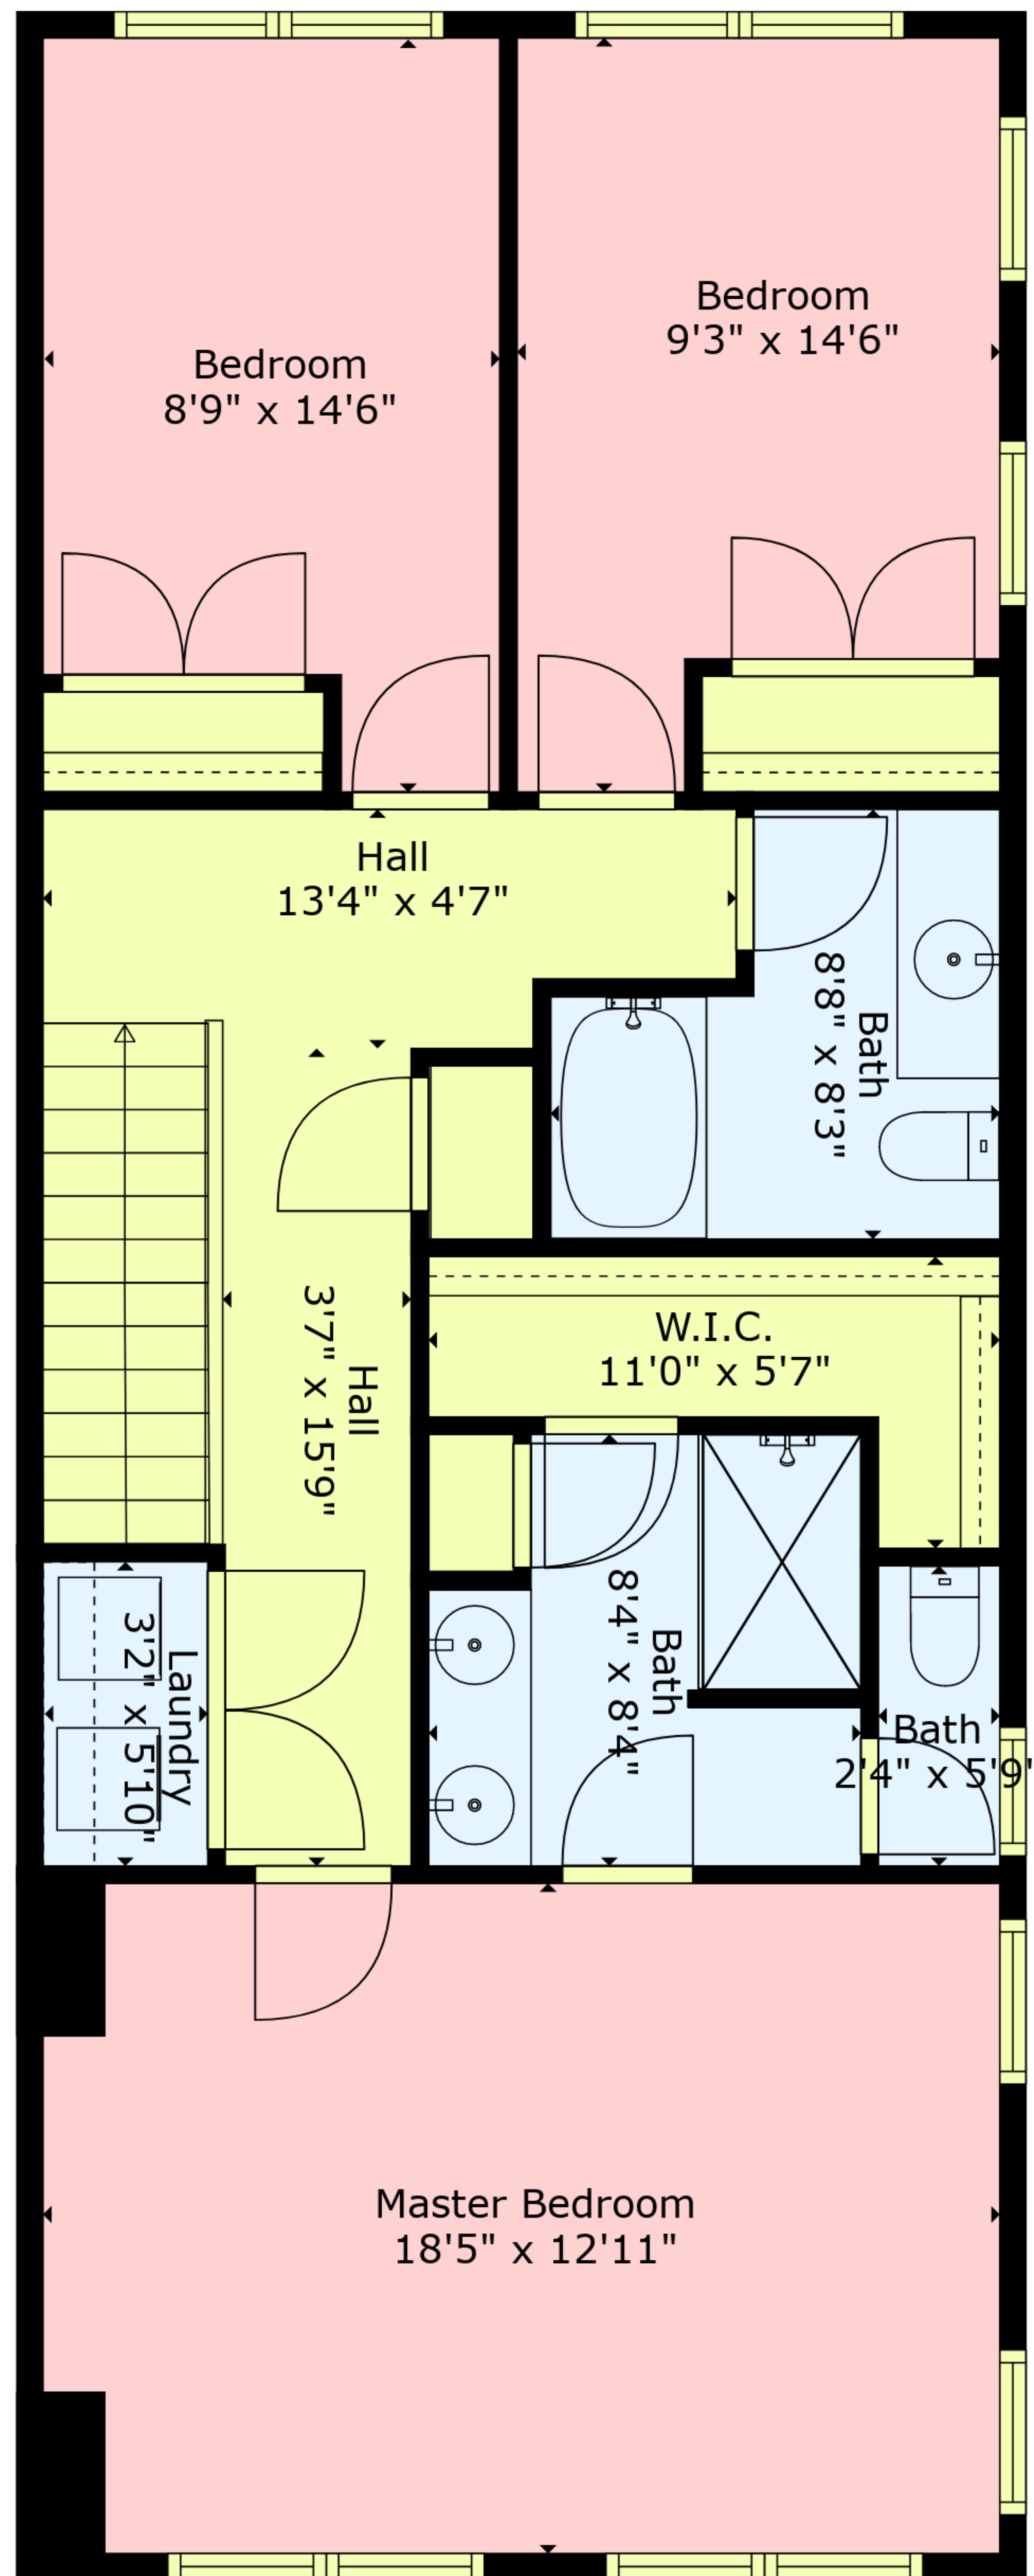 Bedroom
9'3" x 14'6"
Bedroom
8'9" x 14'6"
Hall
13'4" x 4'7"
Bath
8'8" x 8'3"
W.I.C.
11'0" x 5'7"
Hall
3'7" x 15'9"
Bath
8'4" x 8'4"
Laundry
3'2" x 5'10"
Bath
2'4" x 5'9"
Master Bedroom
18'5" x 12'11"